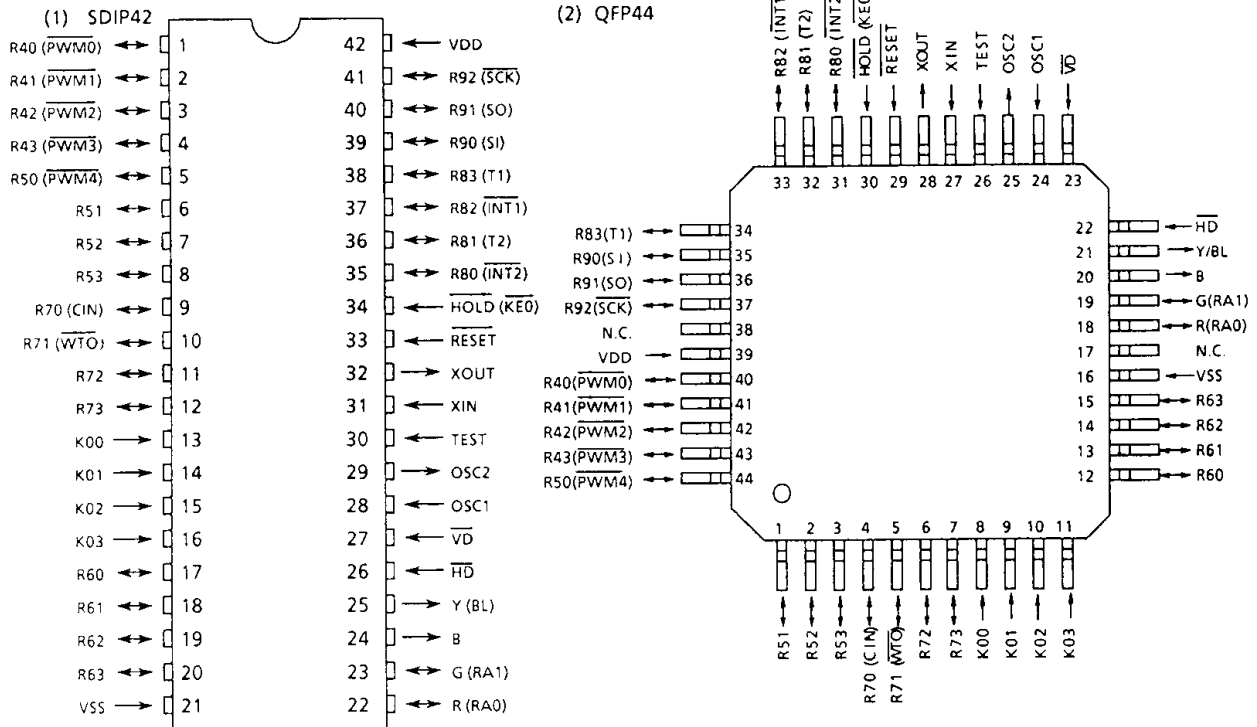 (1) SDIP42
R40 (PWM0) 1 42 VDD
R41 (PWM1) 2 41 R92 (SCK)
R42 (PWM2) 3 40 R91 (SO)
R43 (PWM3) 4 39 R90 (SI)
R50 (PWM4) 5 38 R83 (T1)
R51 6 37 R82 (INT1)
R52 7 36 R81 (T2)
R53 8 35 R80 (INT2)
R70 (CIN) 9 34 HOLD (KE0)
R71 (WTO) 10 33 RESET
R72 11 32 XOUT
R73 12 31 XIN
K00 13 30 TEST
K01 14 29 OSC2
K02 15 28 OSC1
K03 16 27 VD
R60 17 26 HD
R61 18 25 Y (BL)
R62 19 24 B
R63 20 23 G (RA1)
VSS 21 22 R (RA0)
(2) QFP44
R82 (INT1) R81 (T2) R80 (INT2) HOLD (KE0) RESET XOUT XIN TEST OSC2 OSC1 VD
33 32 31 30 29 28 27 26 25 24 23
R83(T1) 34
R90(SI) 35
R91(SO) 36
R92(SCK) 37
N.C. 38
VDD 39
R40(PWM0) 40
R41(PWM1) 41
R42(PWM2) 42
R43(PWM3) 43
R50(PWM4) 44
22 HD
21 Y/BL
20 B
19 G(RA1)
18 R(RA0)
17 N.C.
16 VSS
15 R63
14 R62
13 R61
12 R60
1 2 3 4 5 6 7 8 9 10 11
R51 R52 R53 R70 (CIN) R71 (WTO) R72 R73 K00 K01 K02 K03